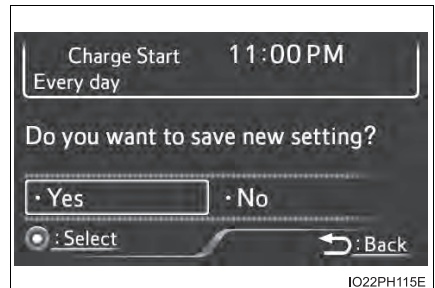 Charge Start 11:00 PM
Every day
Do you want to save new setting?
· Yes · No
: Select : Back
IO22PH115E